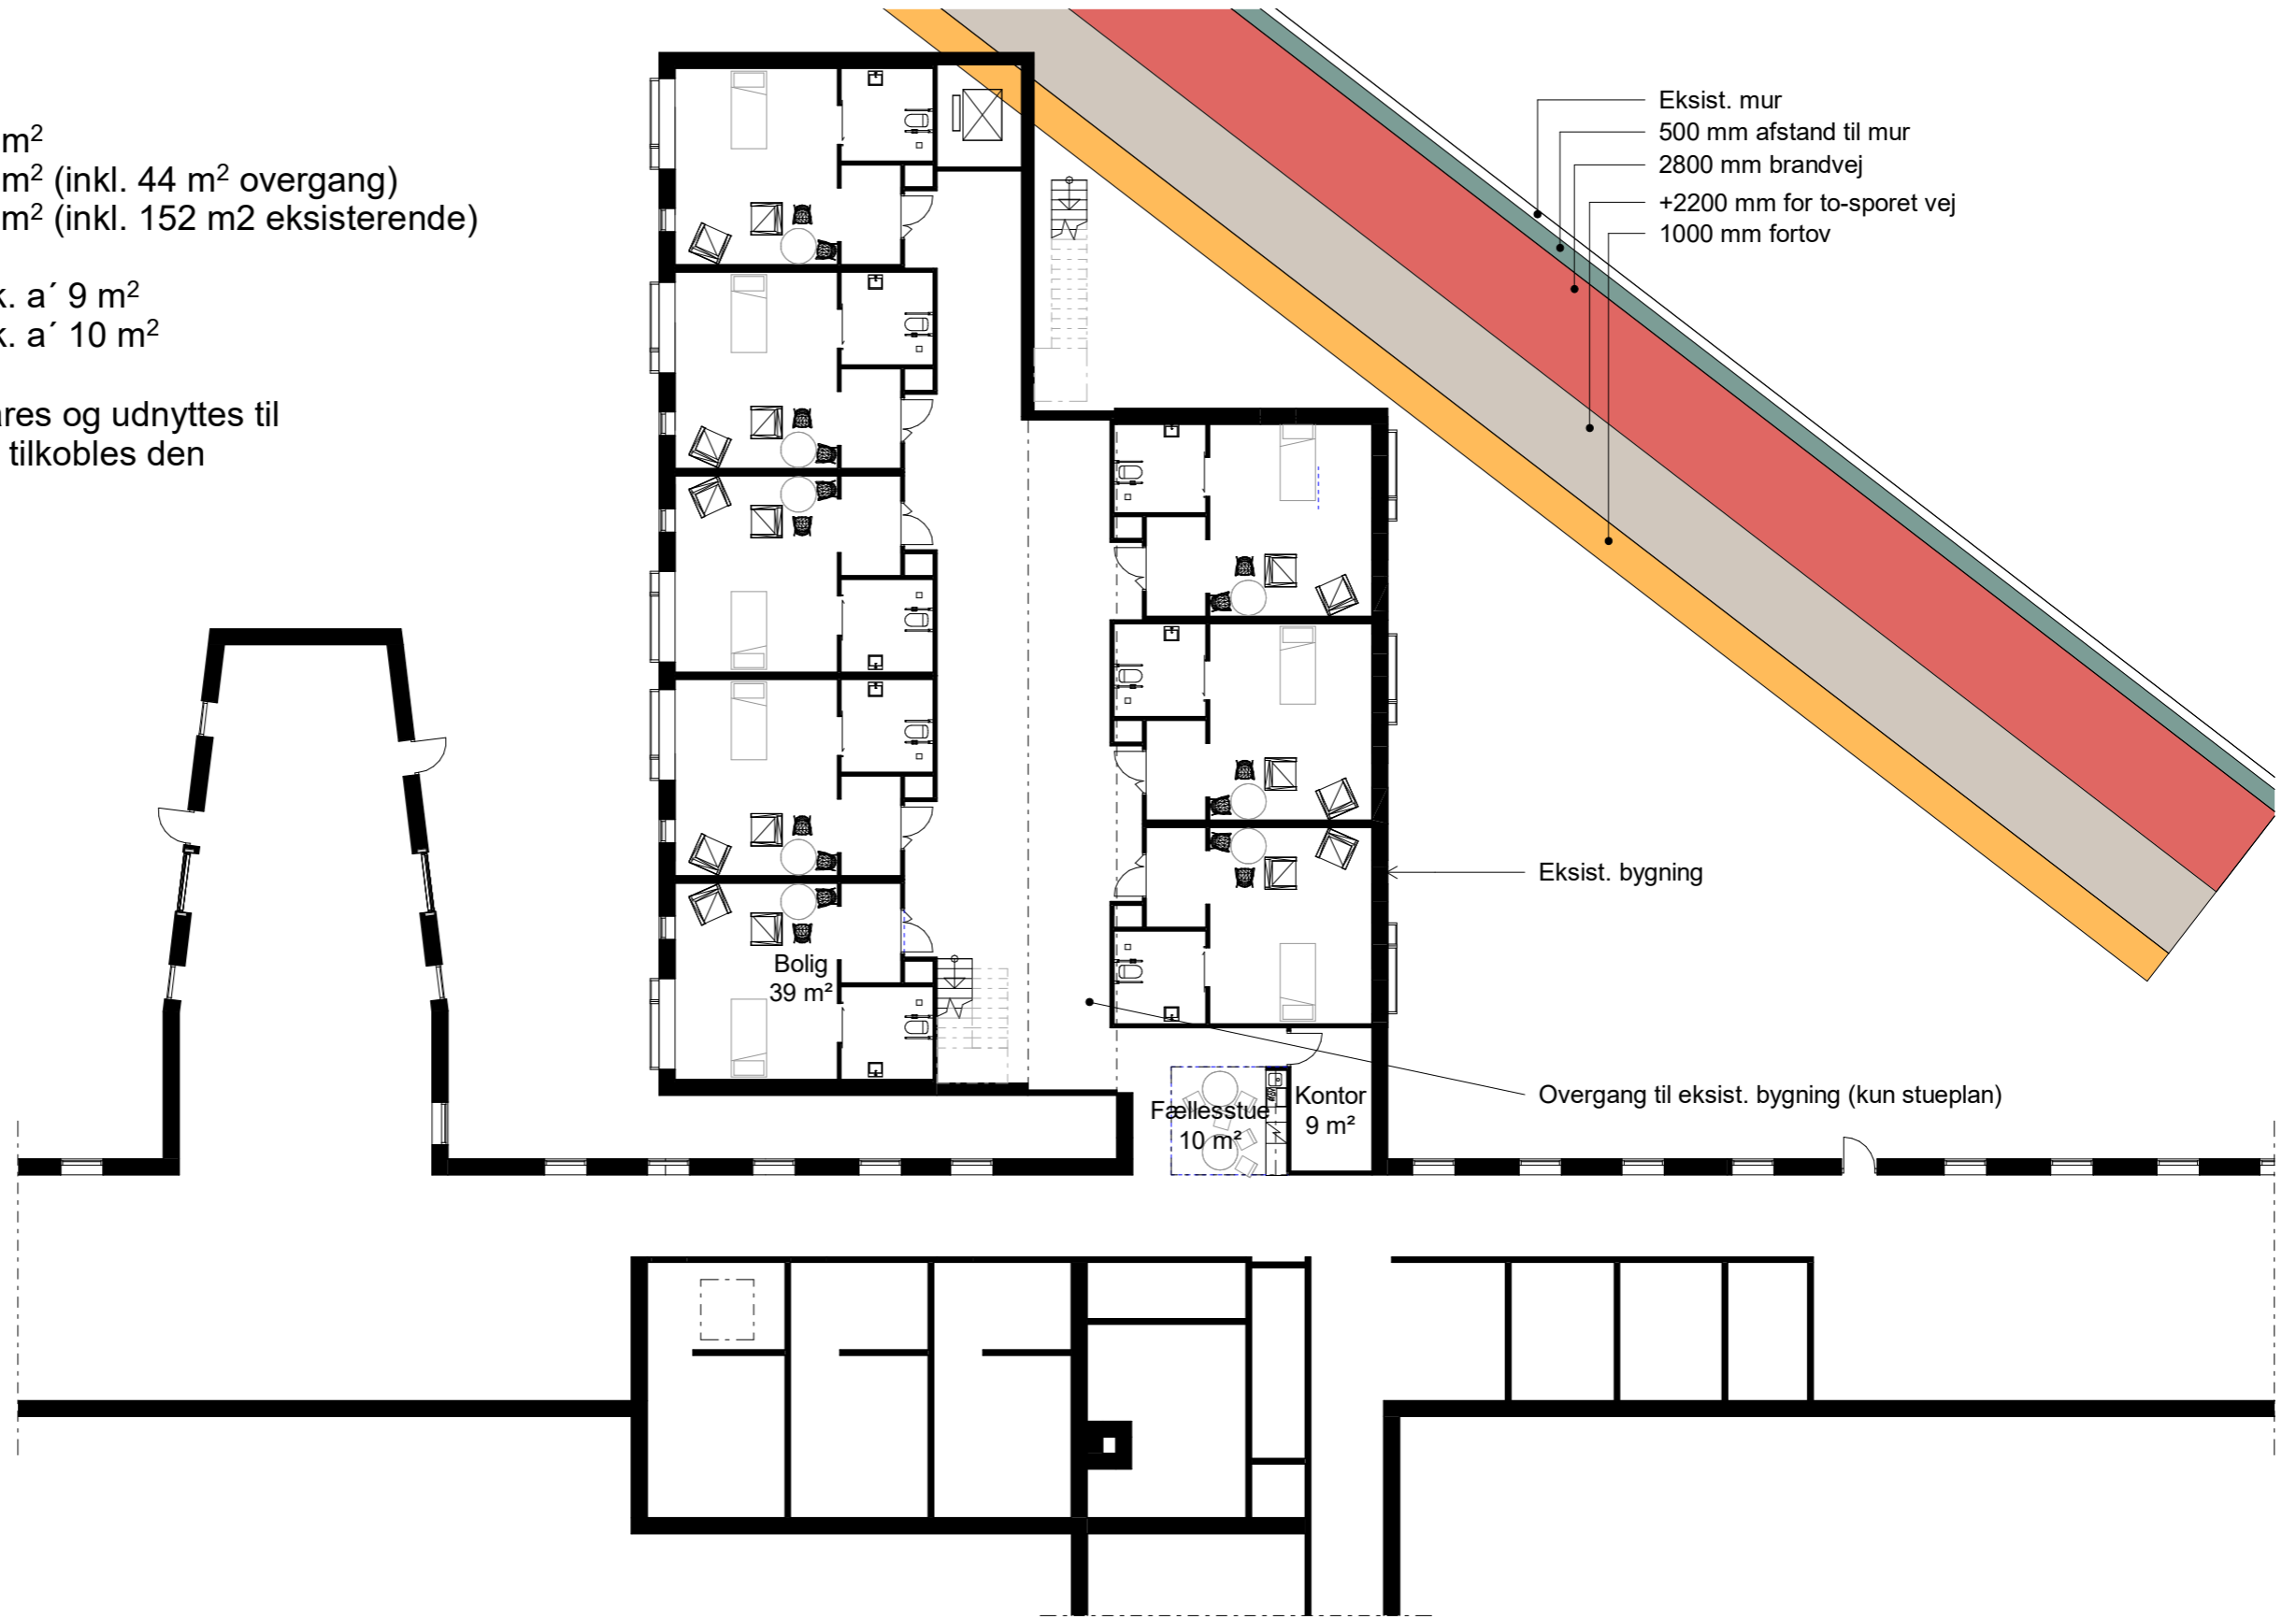 m²
m² (inkl. 44 m² overgang)
m² (inkl. 152 m2 eksisterende)
k. a´ 9 m²
k. a´ 10 m²
res og udnyttes til
tilkobles den
Eksist. mur
500 mm afstand til mur
2800 mm brandvej
+2200 mm for to-sporet vej
1000 mm fortov
Eksist. bygning
Bolig
39 m²
Overgang til eksist. bygning (kun stueplan)
Fællesstue
10 m²
Kontor
9 m²